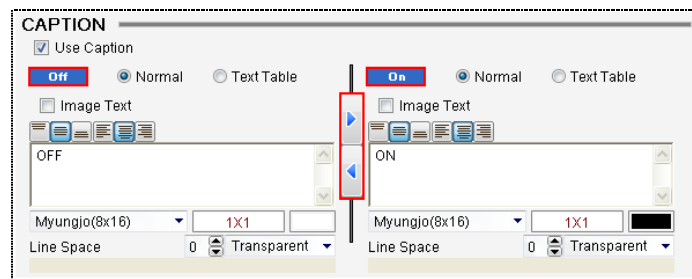 CAPTION
Use Caption
Off Normal Text Table On Normal Text Table
Image Text Image Text
OFF ON
Myungjo(8x16) 1X1 Myungjo(8x16) 1X1
Line Space 0 Transparent Line Space 0 Transparent